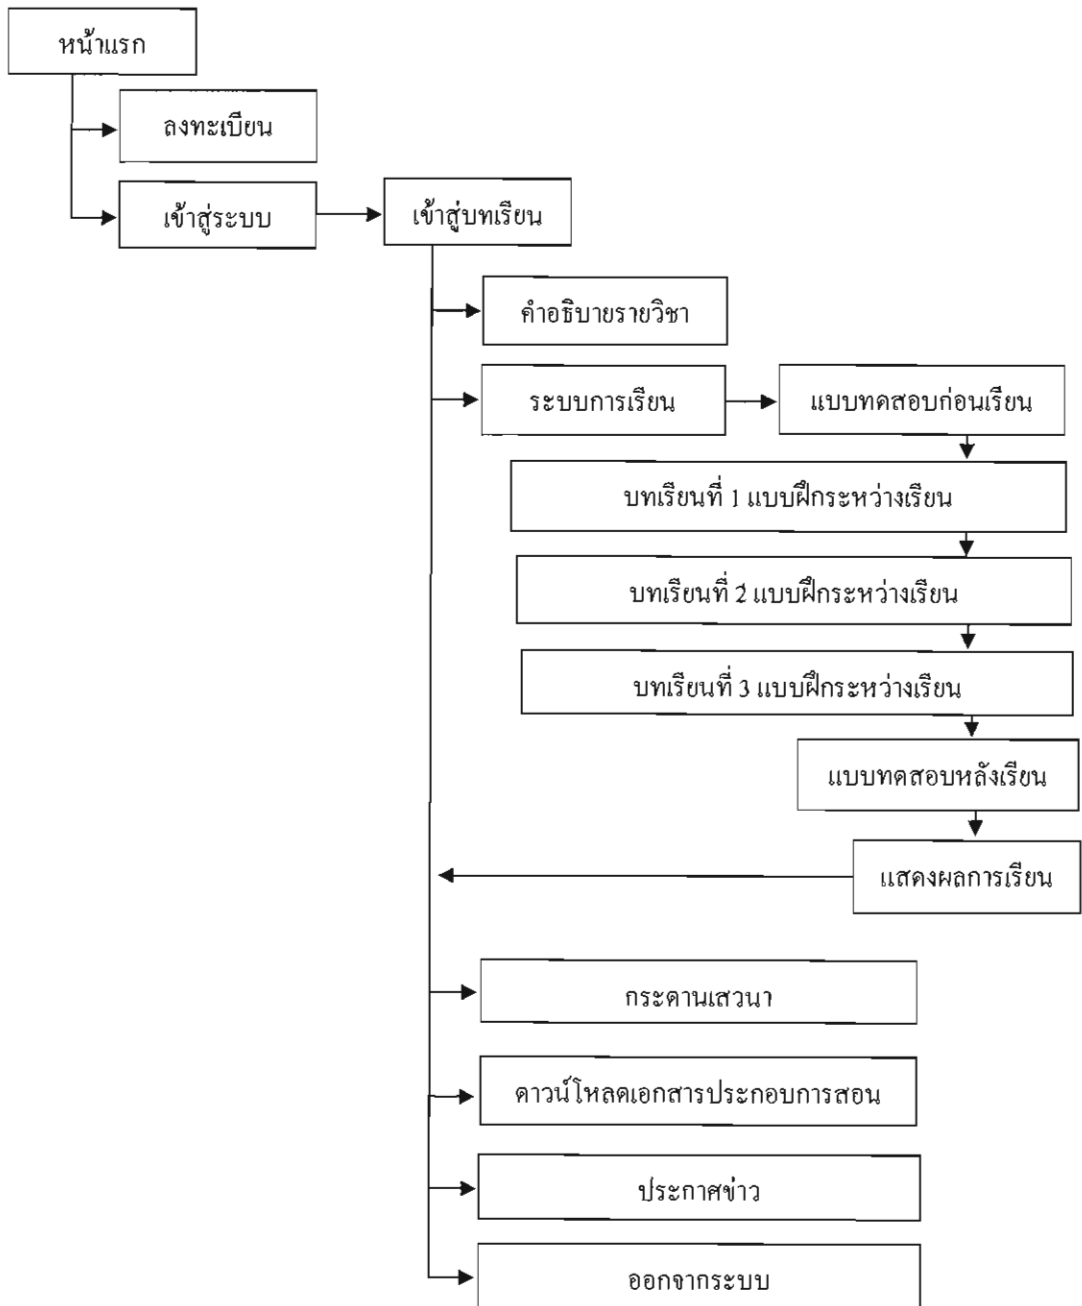 หน้าแรก
ลงทะเบียน
เข้าสู่ระบบ
เข้าสู่บทเรียน
คำอธิบายรายวิชา
ระบบการเรียน
แบบทดสอบก่อนเรียน
บทเรียนที่ 1 แบบฝึกระหว่างเรียน
บทเรียนที่ 2 แบบฝึกระหว่างเรียน
บทเรียนที่ 3 แบบฝึกระหว่างเรียน
แบบทดสอบหลังเรียน
แสดงผลการเรียน
กระดานเสวนา
ดาวน์โหลดเอกสารประกอบการสอน
ประกาศข่าว
ออกจากระบบ